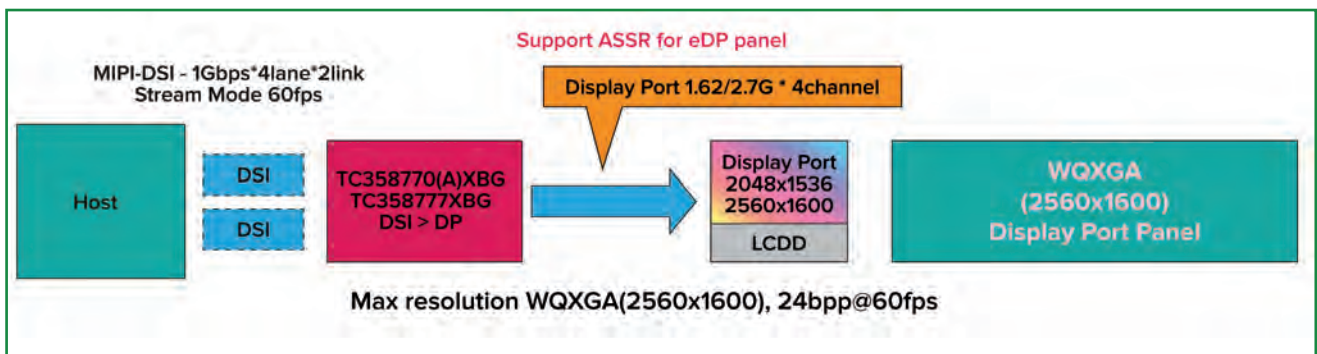 Support ASSR for eDP panel
MIPI-DSI - 1Gbps*4lane*2link
Stream Mode 60fps
Display Port 1.62/2.7G * 4channel
Host
DSI
DSI
TC358770(A)XBG
TC358777XBG
DSI > DP
Display Port
2048x1536
2560x1600
LCDD
WQXGA
(2560x1600)
Display Port Panel
Max resolution WQXGA(2560x1600), 24bpp@60fps